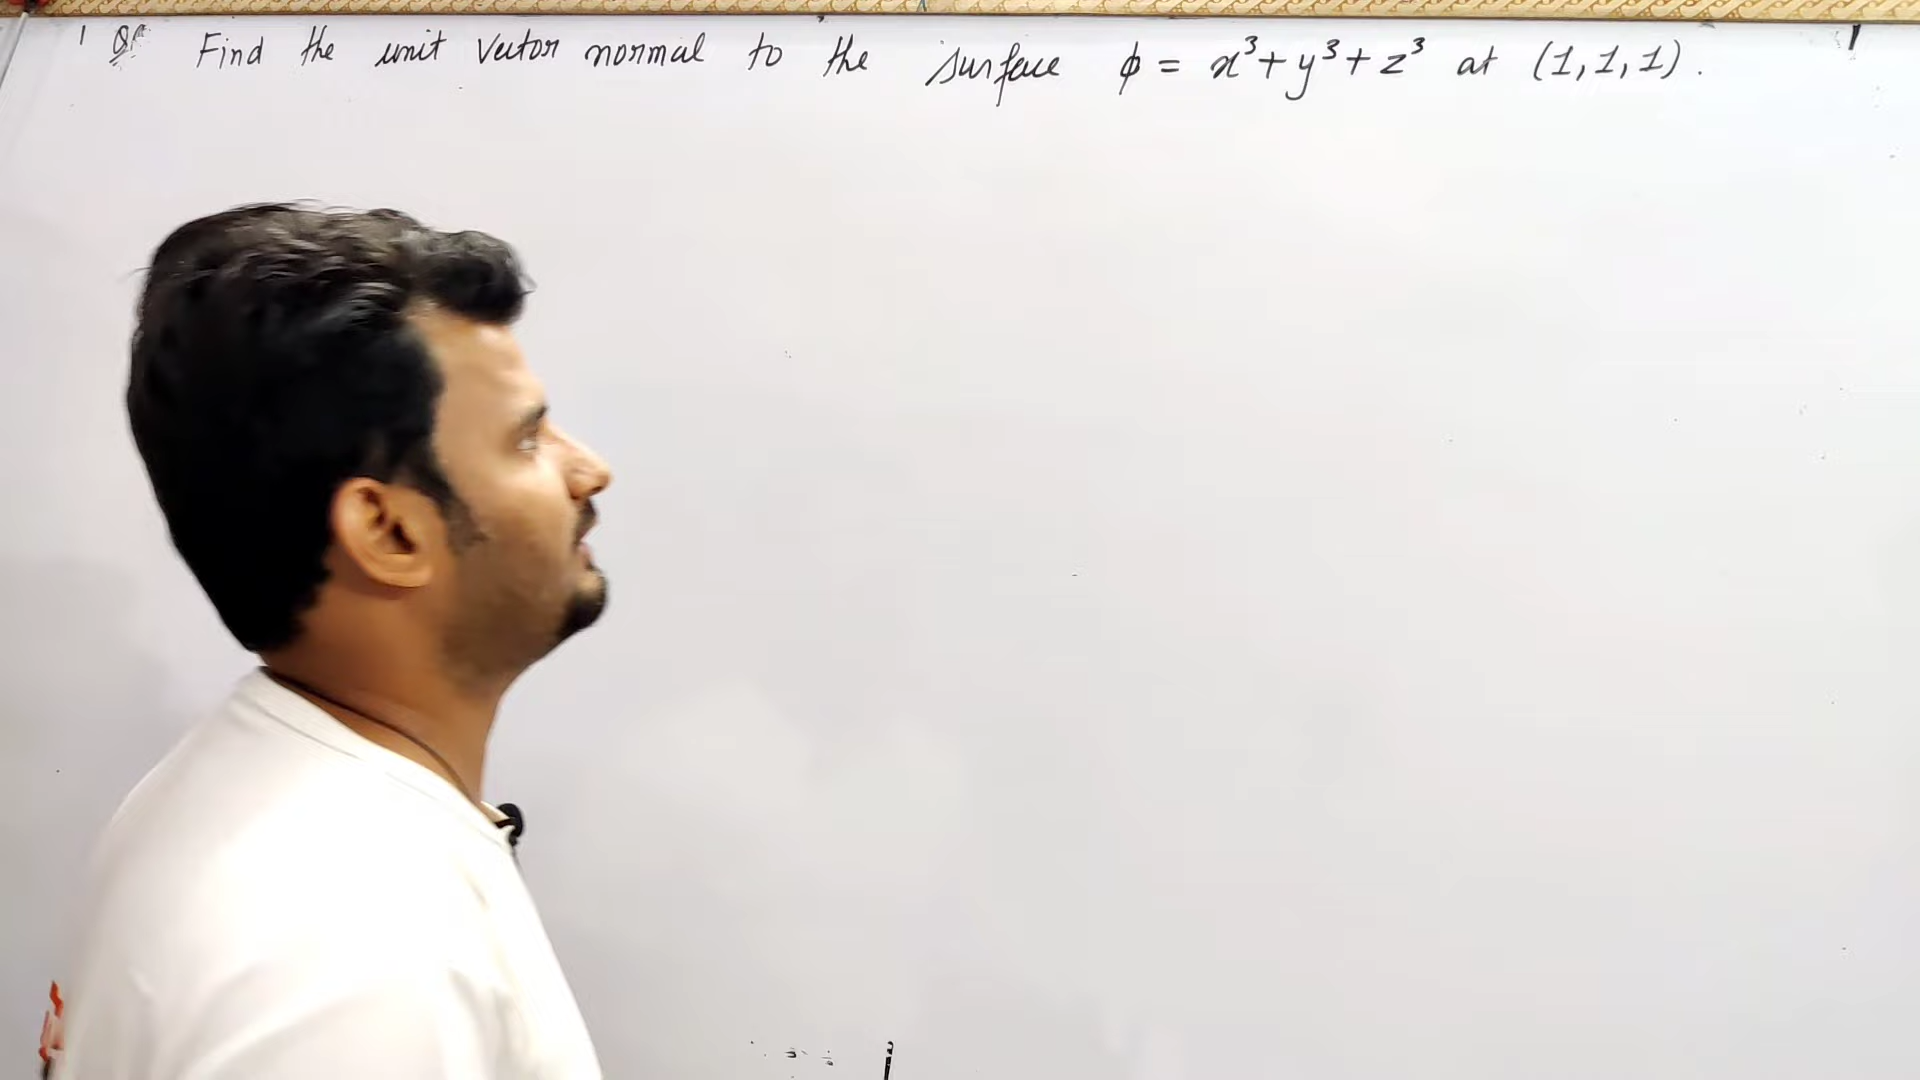 Q. Find the unit vector normal to the surface ϕ = x³+y³+z³ at (1,1,1).